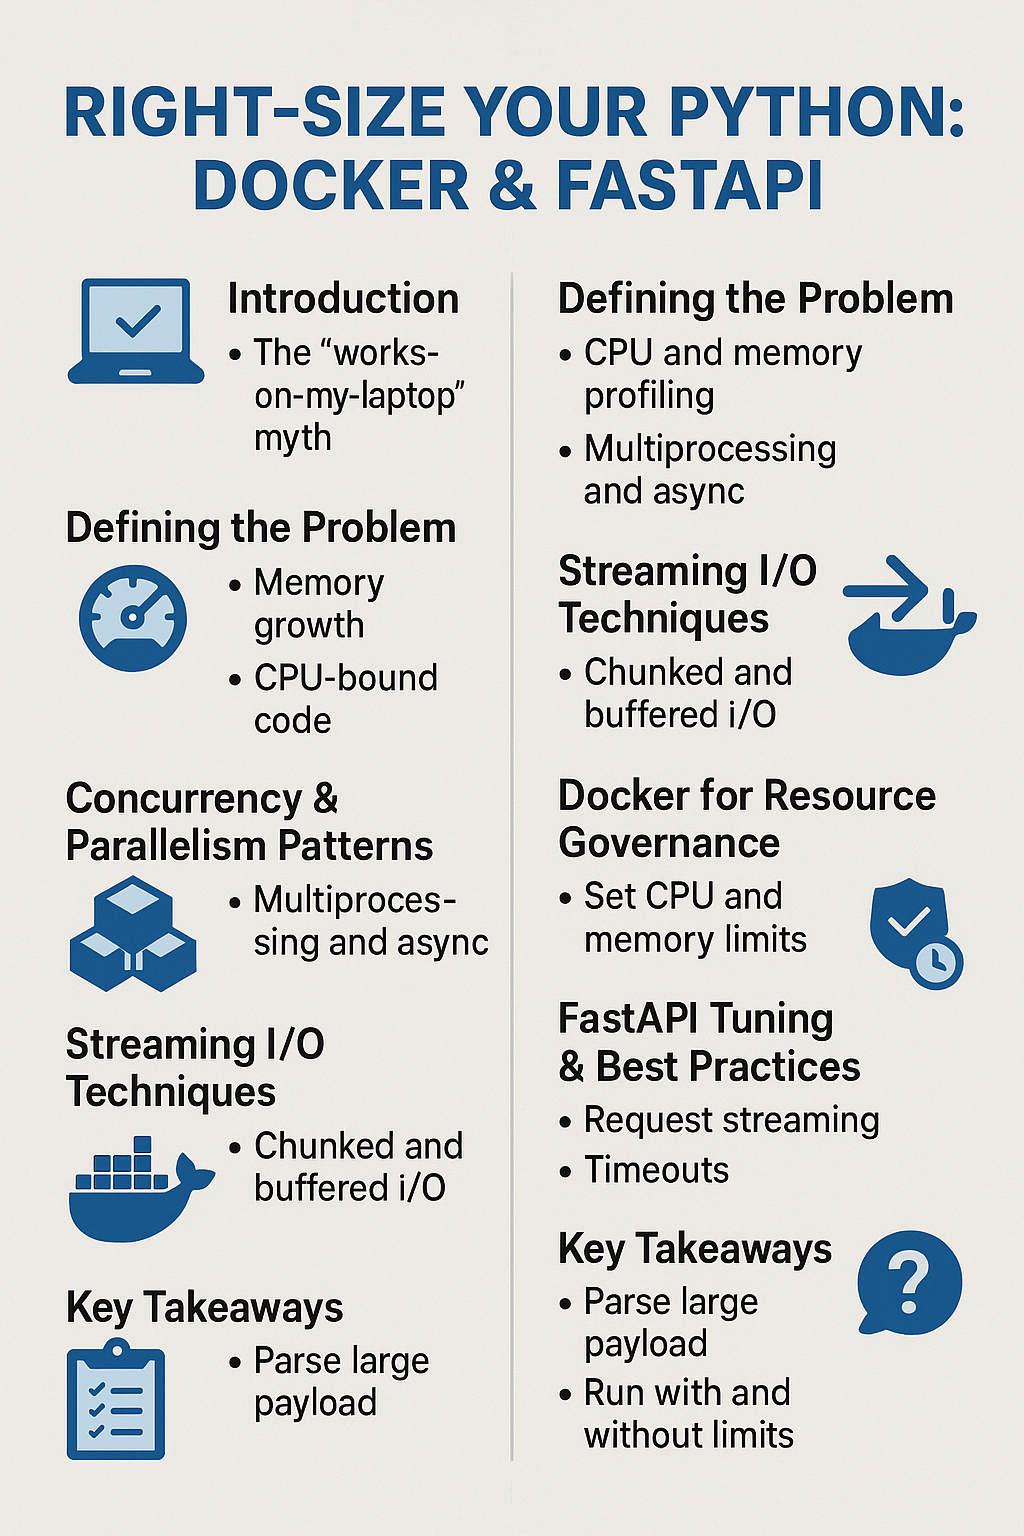 RIGHT-SIZE YOUR PYTHON:
DOCKER & FASTAPI
Introduction
• The “works-
on-my-laptop”
myth
Defining the Problem
• Memory
growth
• CPU-bound
code
Concurrency &
Parallelism Patterns
• Multiproces-
sing and async
Streaming I/O
Techniques
• Chunked and
buffered i/O
Key Takeaways
• Parse large
payload
Defining the Problem
• CPU and memory
profiling
• Multiprocessing
and async
Streaming I/O
Techniques
• Chunked and
buffered i/O
Docker for Resource
Governance
• Set CPU and
memory limits
FastAPI Tuning
& Best Practices
• Request streaming
• Timeouts
Key Takeaways
?
• Parse large
payload
• Run with and
without limits